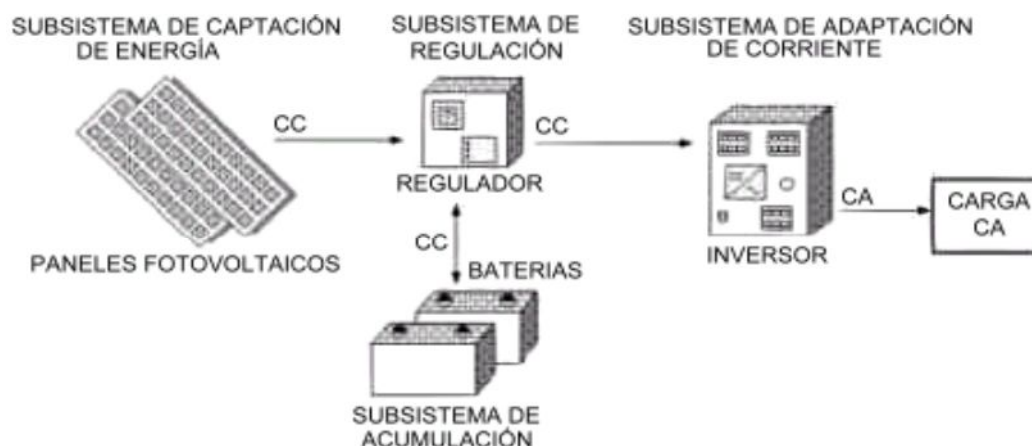 SUBSISTEMA DE CAPTACIÓN
DE ENERGÍA
SUBSISTEMA DE
REGULACIÓN
SUBSISTEMA DE ADAPTACIÓN
DE CORRIENTE
CC
CC
REGULADOR
CA
CARGA
CA
PANELES FOTOVOLTAICOS
CC
BATERIAS
INVERSOR
SUBSISTEMA DE
ACUMULACIÓN